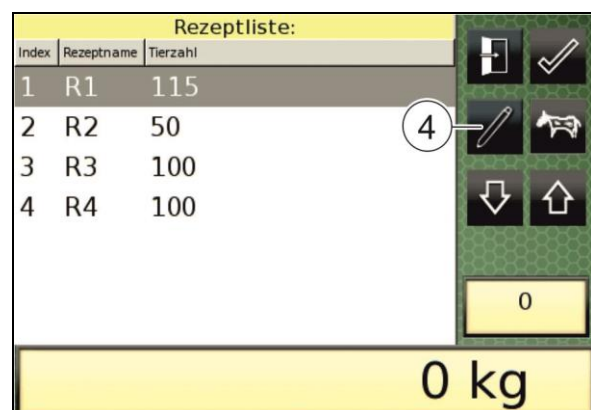 Rezeptliste:
Index Rezeptname Tierzahl
1 R1 115
2 R2 50
3 R3 100
4 R4 100
4
0
0 kg